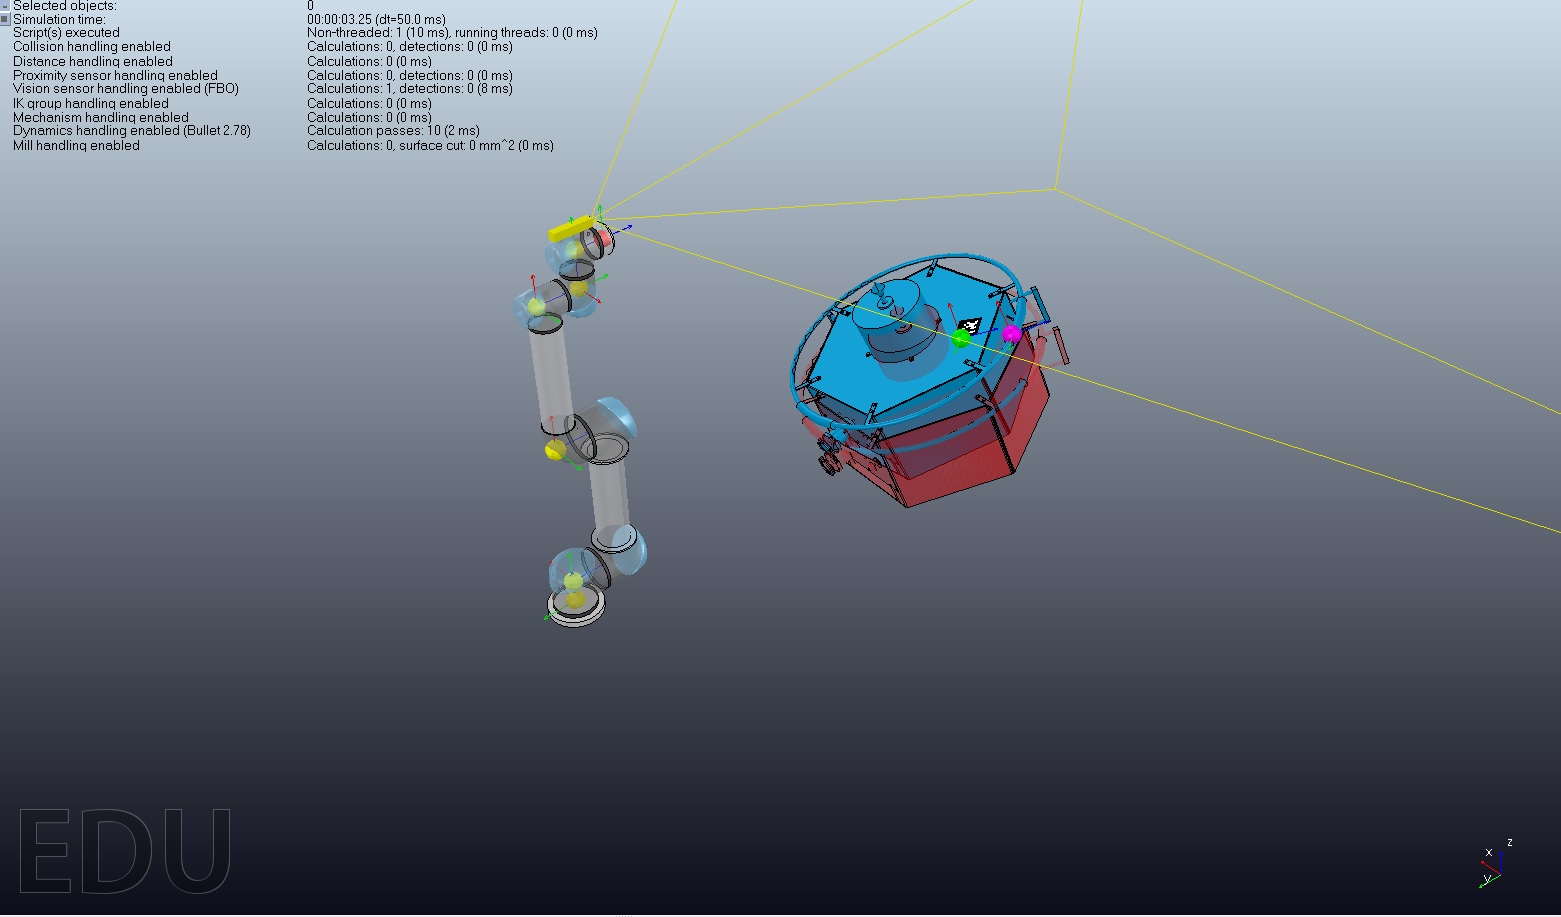 Selected objects: 0
Simulation time: 00:00:03.25 (dt=50.0 ms)
Script(s) executed Non-threaded: 1 (10 ms), running threads: 0 (0 ms)
Collision handling enabled Calculations: 0, detections: 0 (0 ms)
Distance handling enabled Calculations: 0 (0 ms)
Proximity sensor handling enabled Calculations: 0, detections: 0 (0 ms)
Vision sensor handling enabled (FBO) Calculations: 1, detections: 0 (8 ms)
IK group handling enabled Calculations: 0 (0 ms)
Mechanism handling enabled Calculations: 0 (0 ms)
Dynamics handling enabled (Bullet 2.78) Calculation passes: 10 (2 ms)
Mill handling enabled Calculations: 0, surface cut: 0 mm^2 (0 ms)
EDU
z
x
y